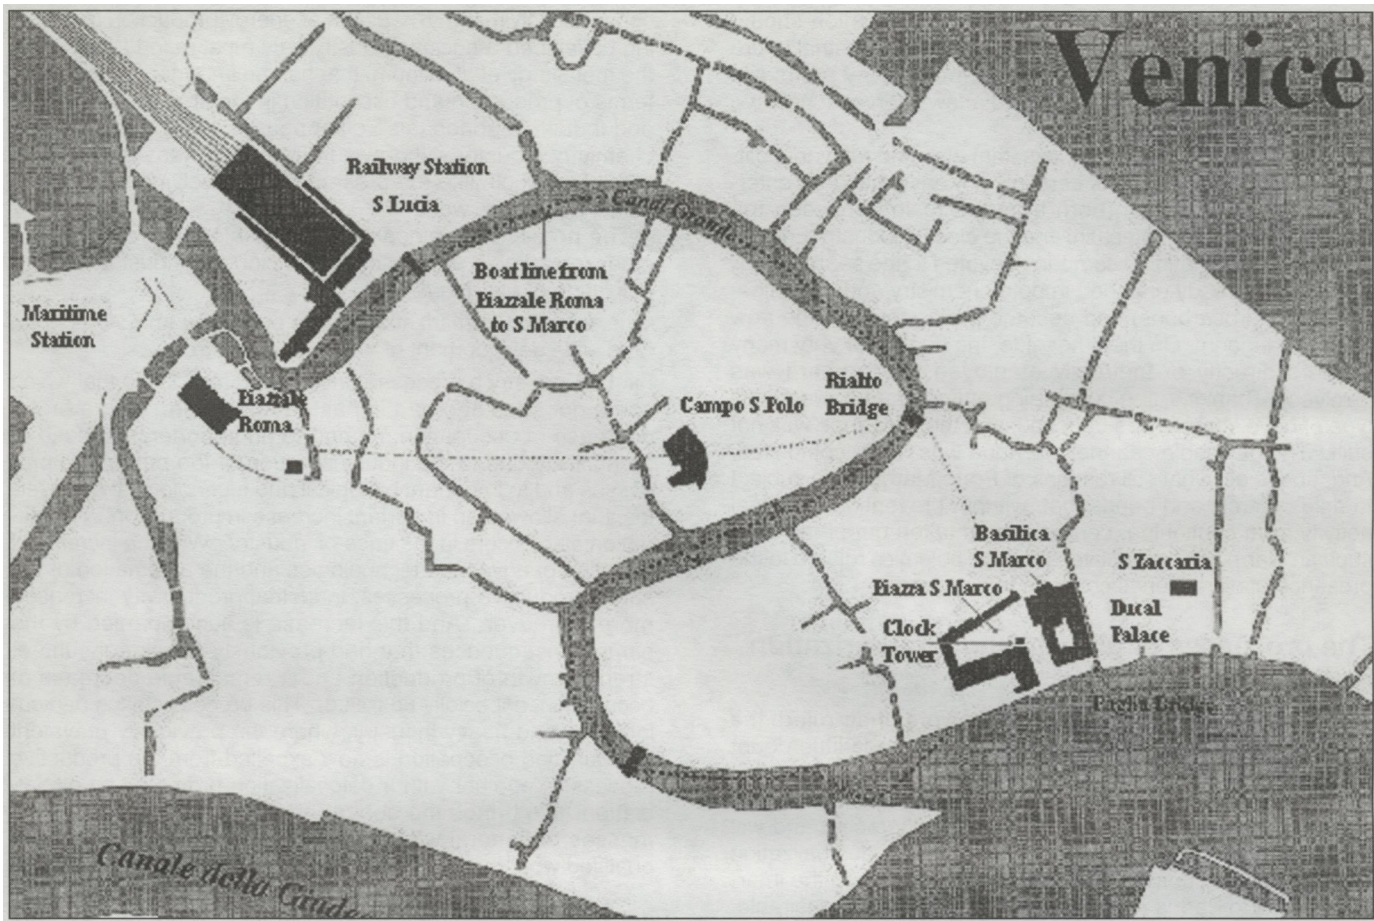 Venice
Railway Station
S.Lucia
Canal Grande
Boat line from
Piazzale Roma
to S.Marco
Maritime
Station
Piazzale
Roma
Rialto
Bridge
Campo S.Polo
Basilica
S.Marco
S.Zaccaria
Piazza S.Marco
Ducal
Palace
Clock
Tower
Paglia Bridge
Canale della